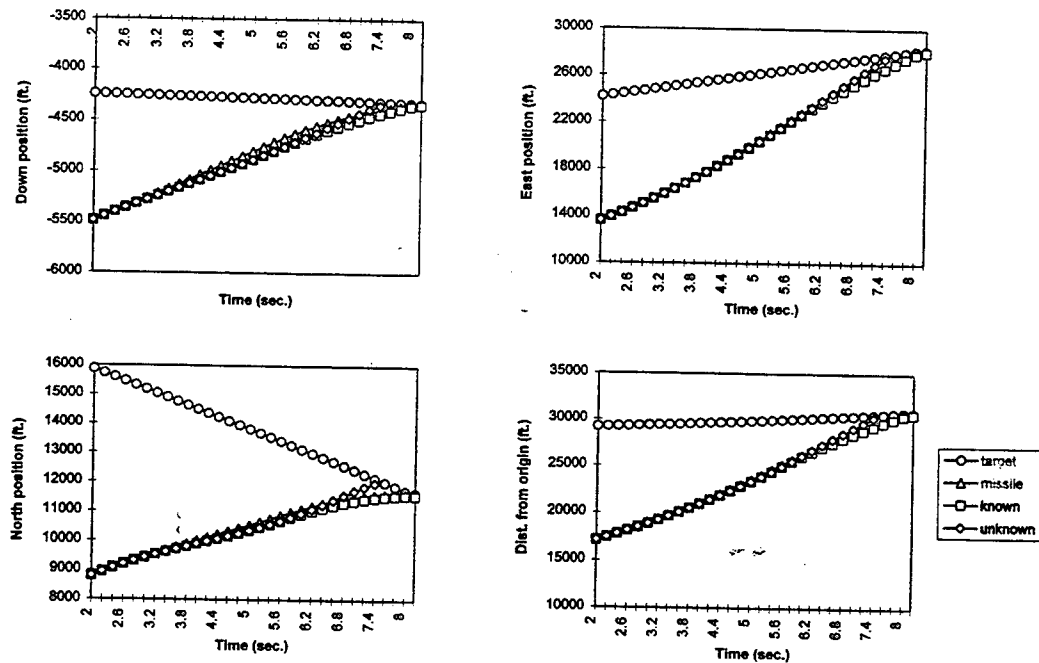 -3500
-4000
-4500
-5000
-5500
-6000
Down position (ft.)
2 2.6 3.2 3.8 4.4 5 5.6 6.2 6.8 7.4 8
Time (sec.)
30000
26000
22000
18000
14000
10000
East position (ft.)
2 2.6 3.2 3.8 4.4 5 5.6 6.2 6.8 7.4 8
Time (sec.)
16000
15000
14000
13000
12000
11000
10000
9000
8000
North position (ft.)
2 2.6 3.2 3.8 4.4 5 5.6 6.2 6.8 7.4 8
Time (sec.)
35000
30000
25000
20000
15000
10000
Dist. from origin (ft.)
2 2.6 3.2 3.8 4.4 5 5.6 6.2 6.8 7.4 8
Time (sec.)
target
missile
known
unknown